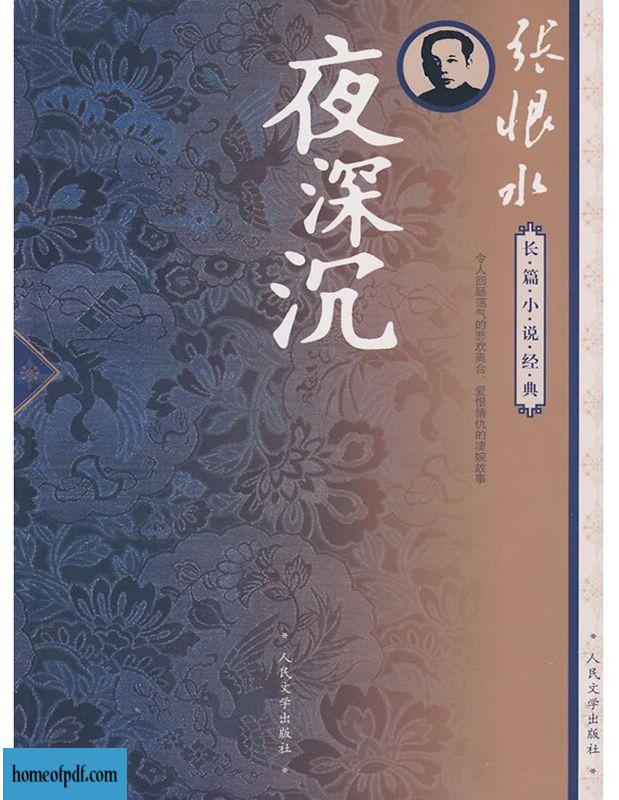 张恨水
长·篇·小·说·经·典
夜深沉
令人回肠荡气的悲欢离合、爱恨情仇的凄婉故事
*人民文学出版社*
*人民文学出版社*
homeofpdf.com